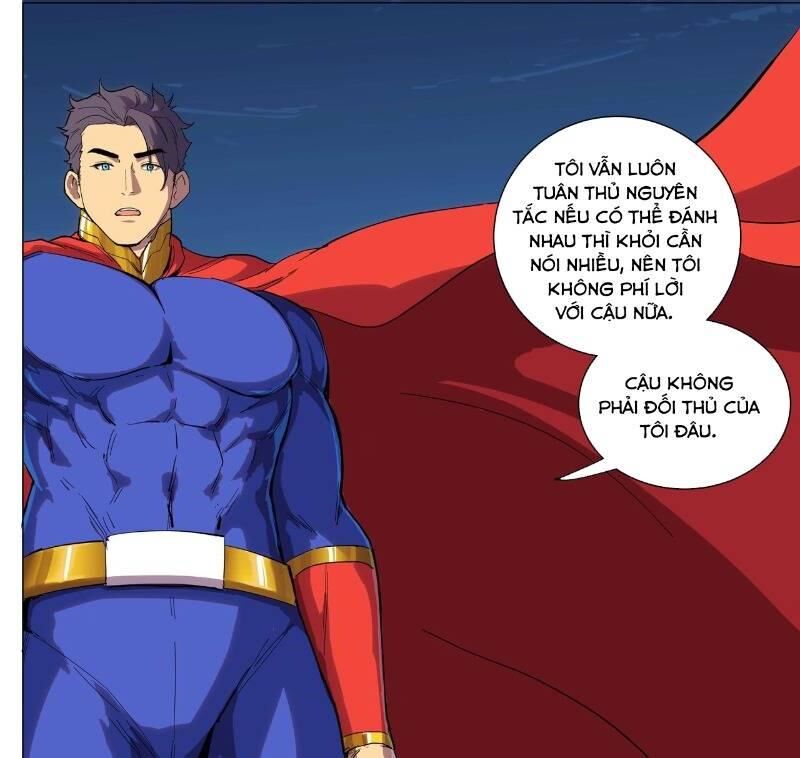 TÔI VẪN LUÔN
TUÂN THỦ NGUYÊN
TẮC NẾU CÓ THỂ ĐÁNH
NHAU THÌ KHỎI CẦN
NÓI NHIỀU, NÊN TÔI
KHÔNG PHÍ LỜI
VỚI CẬU NỮA.
CẬU KHÔNG
PHẢI ĐỐI THỦ CỦA
TÔI ĐÂU.